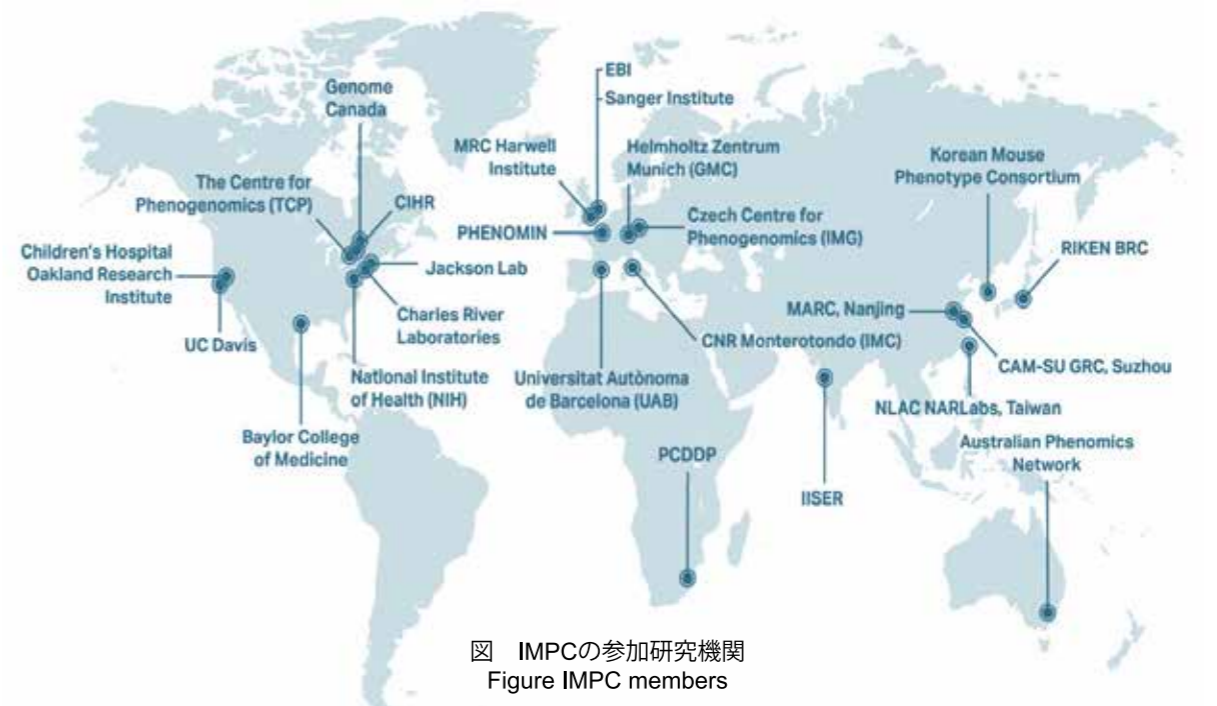 Genome
Canada
EBI
Sanger Institute
MRC Harwell
Institute
Helmholtz Zentrum
Munich (GMC)
Korean Mouse
Phenotype Consortium
The Centre for
Phenogenomics (TCP)
CIHR
PHENOMIN
Czech Centre for
Phenogenomics (IMG)
RIKEN BRC
Children's Hospital
Oakland Research
Institute
Jackson Lab
Charles River
Laboratories
MARC, Nanjing
UC Davis
CNR Monterotondo (IMC)
CAM-SU GRC, Suzhou
National Institute
of Health (NIH)
Universitat Autònoma
de Barcelona (UAB)
NLAC NARLabs, Taiwan
Baylor College
of Medicine
PCDDP
Australian Phenomics
Network
IISER
図 IMPCの参加研究機関
Figure IMPC members